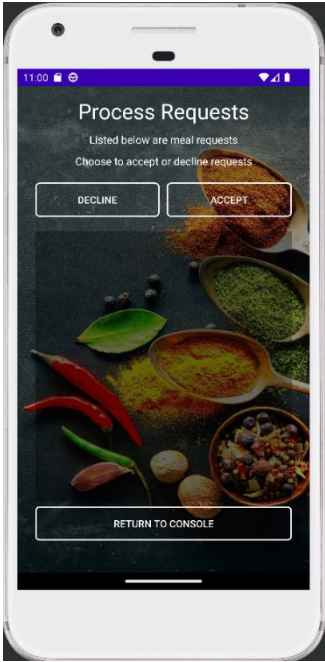 11:00
Process Requests
Listed below are meal requests
Choose to accept or decline requests
DECLINE
ACCEPT
RETURN TO CONSOLE